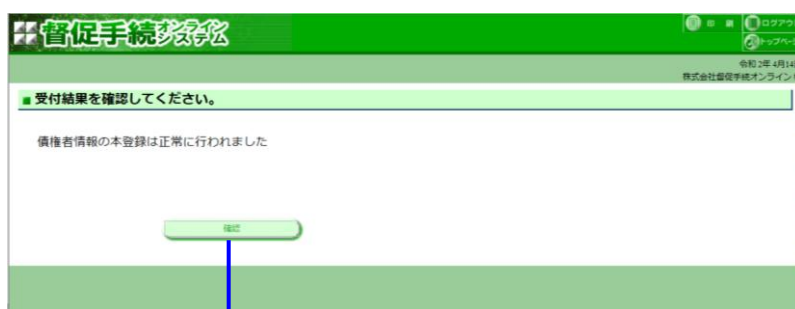 督促手続オンラインシステム
ログアウ
トップペー
令和2年4月14
株式会社督促手続オンライン
受付結果を確認してください。
債権者情報の本登録は正常に行われました
確認